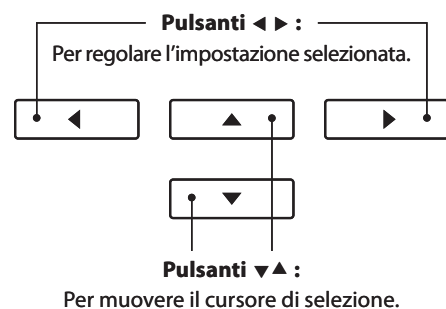 Pulsanti ◀ ▶ :
Per regolare l’impostazione selezionata.
◀ ▲ ▶
▼
Pulsanti ▼▲ :
Per muovere il cursore di selezione.